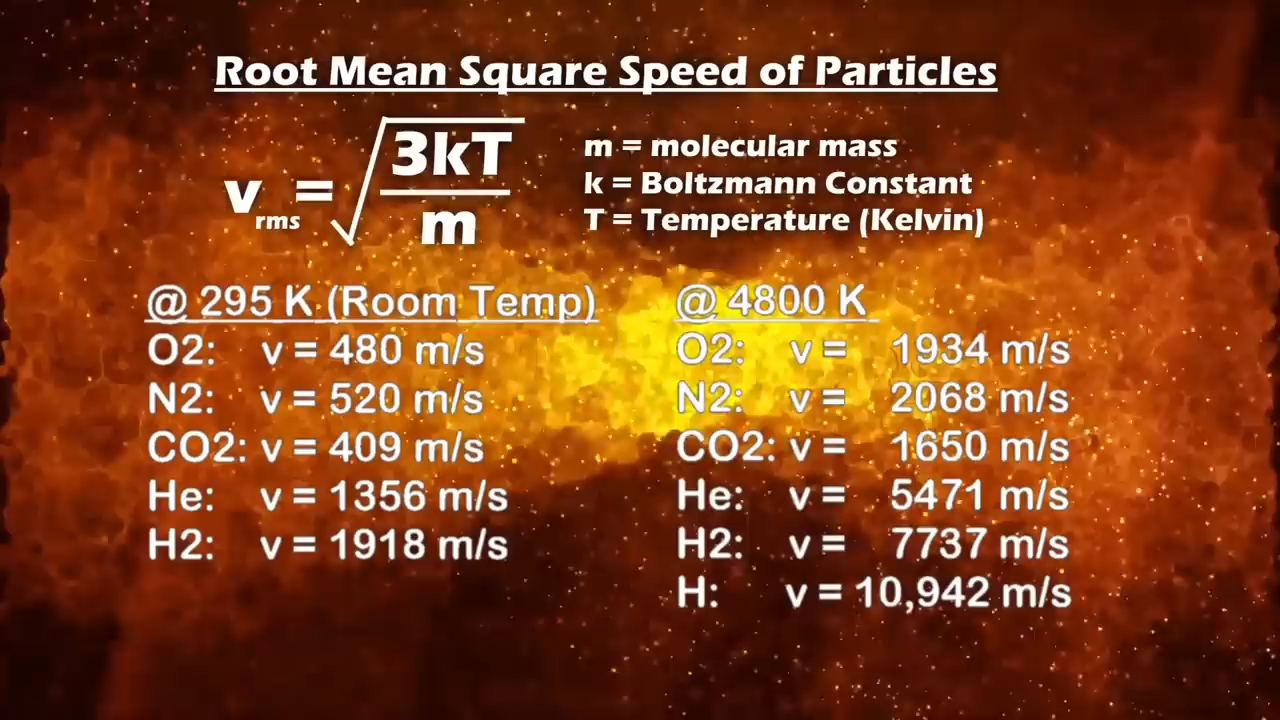 Root Mean Square Speed of Particles
v rms = √ 3kT / m
m = molecular mass
k = Boltzmann Constant
T = Temperature (Kelvin)
@ 295 K (Room Temp)
O2: v = 480 m/s
N2: v = 520 m/s
CO2: v = 409 m/s
He: v = 1356 m/s
H2: v = 1918 m/s
@ 4800 K
O2: v = 1934 m/s
N2: v = 2068 m/s
CO2: v = 1650 m/s
He: v = 5471 m/s
H2: v = 7737 m/s
H: v = 10,942 m/s